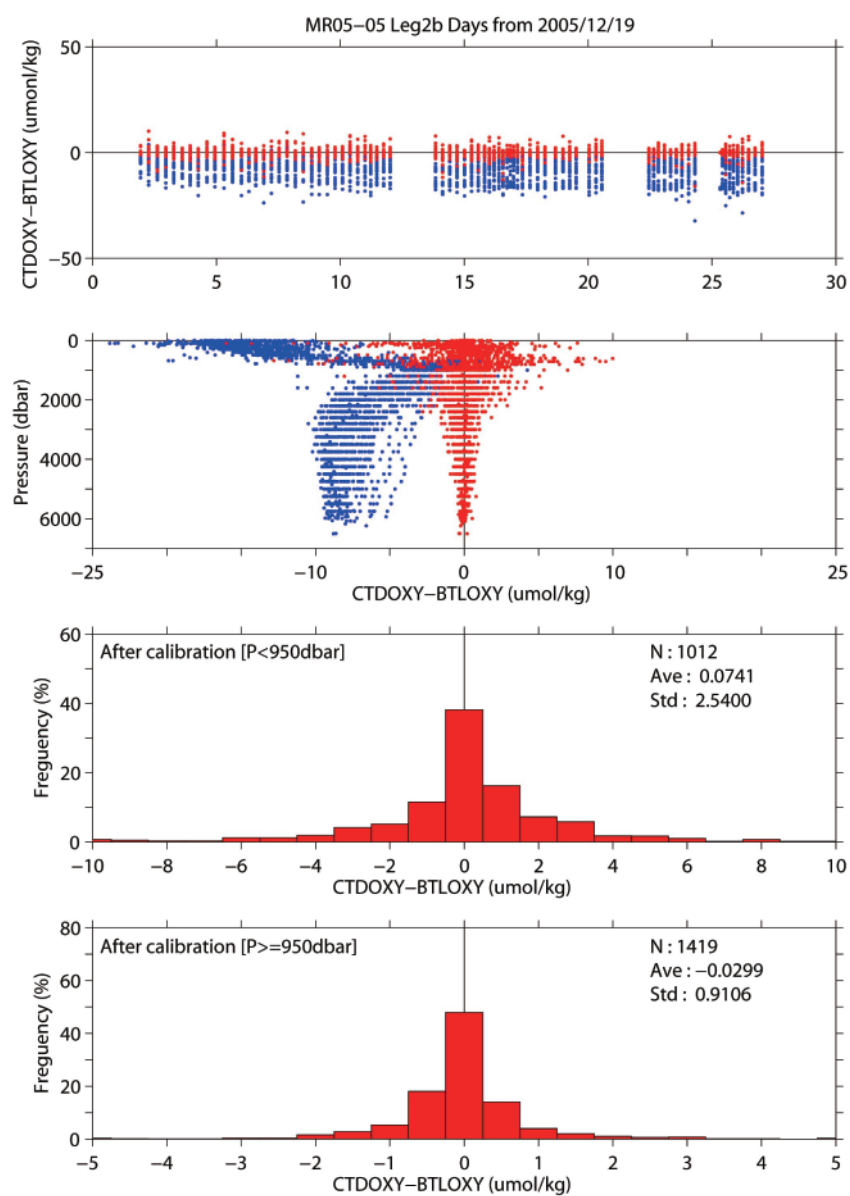 MR05−05 Leg2b Days from 2005/12/19
CTDOXY−BTLOXY (umonl/kg)
50
0
−50
0 5 10 15 20 25 30
Pressure (dbar)
0
2000
4000
6000
−25 −10 0 25
CTDOXY−BTLOXY (umol/kg)
After calibration [P<950dbar]
N : 1012
Ave : 0.0741
Std : 2.5400
Freguency (%)
60
40
20
0
−10 −8 −6 −4 −2 0 2 4 6 8 10
CTDOXY−BTLOXY (umol/kg)
After calibration [P>=950dbar]
N : 1419
Ave : −0.0299
Std : 0.9106
Freguency (%)
80
60
40
20
0
−5 −4 −3 −2 −1 0 1 2 3 4 5
CTDOXY−BTLOXY (umol/kg)